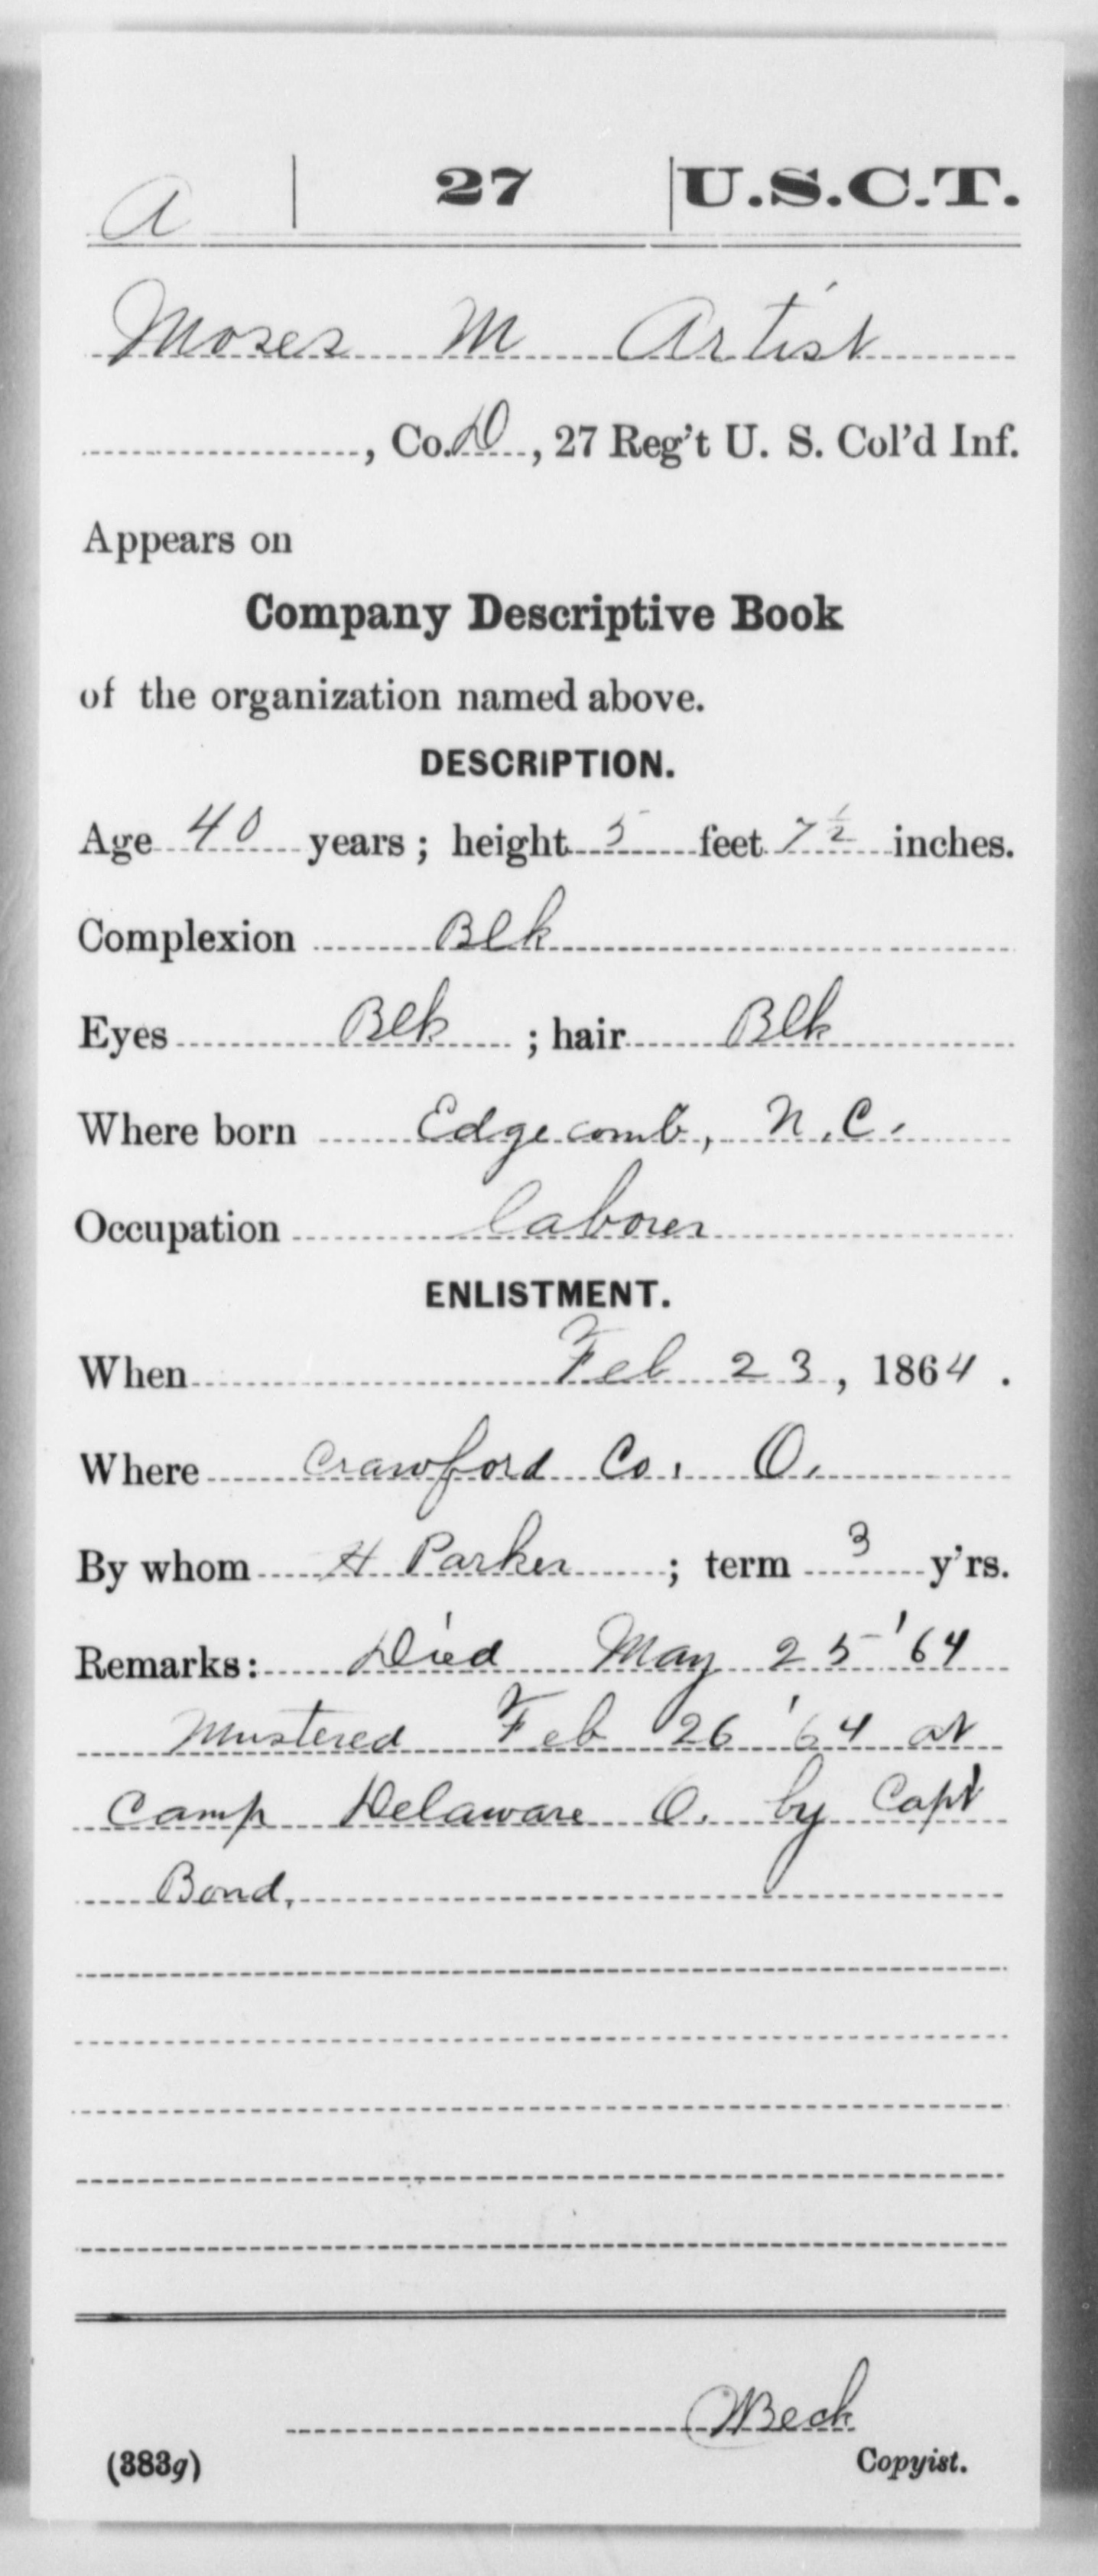 A | 27 | U.S.C.T.
Moses M Artist
, Co. D, 27 Reg't U. S. Col'd Inf.
Appears on
Company Descriptive Book
of the organization named above.
DESCRIPTION.
Age 40 years; height 5 feet 7 1/2 inches.
Complexion Blk
Eyes Blk ; hair Blk
Where born Edgecomb, N.C.
Occupation laborer
ENLISTMENT.
When Feb 23, 1864.
Where Crawford Co. O.
By whom H Parker ; term 3 y'rs.
Remarks: Died May 25 '64
Mustered Feb 26 '64 at
Camp Delaware O. by Capt
Bond,
WBeck
(383g) Copyist.